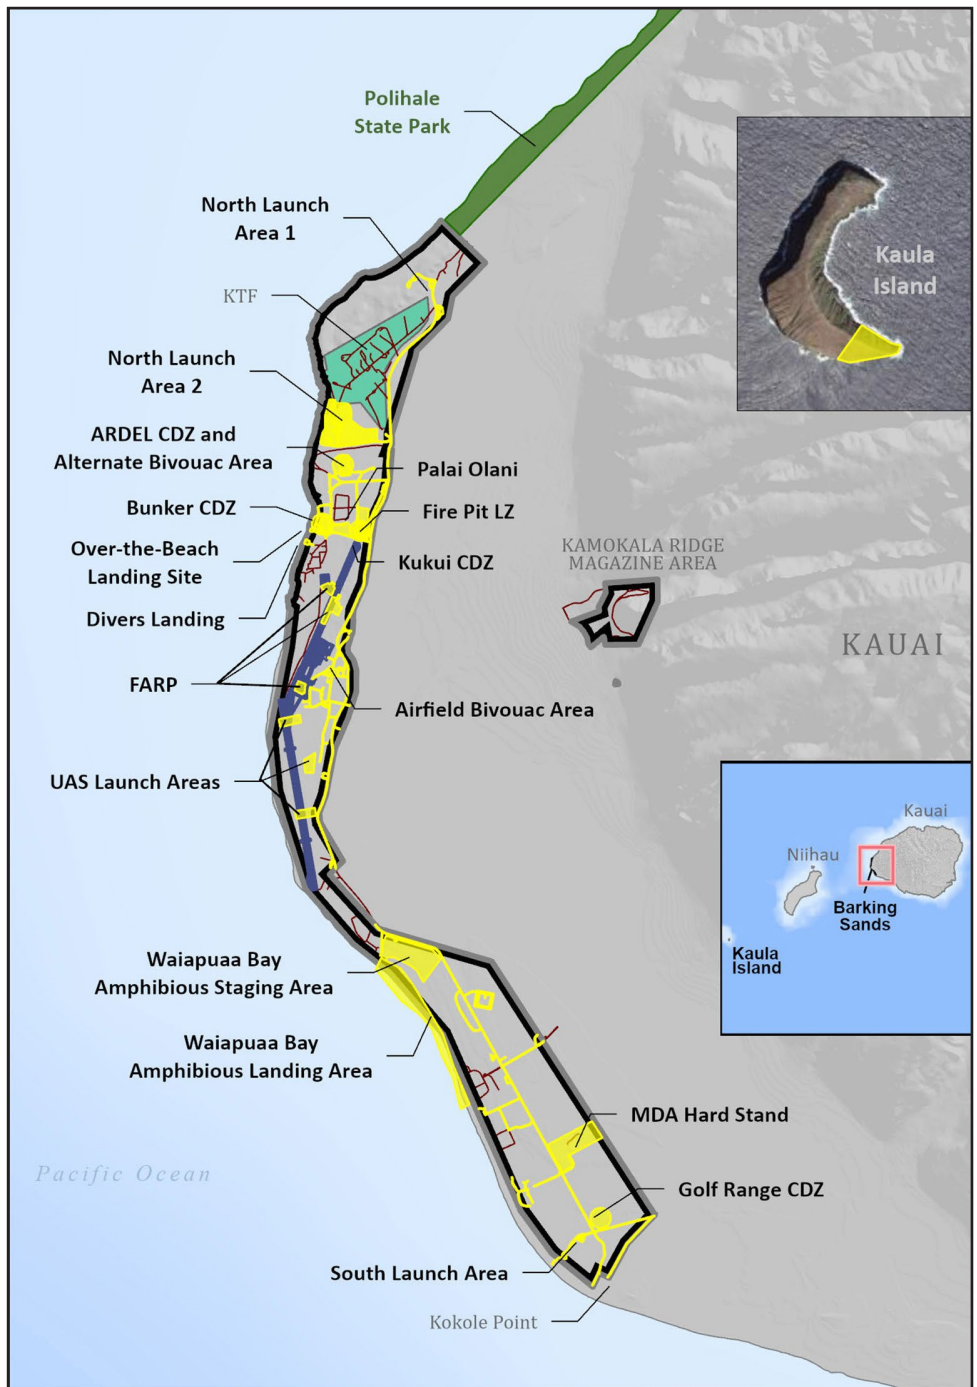 Polihale
State Park
North Launch
Area 1
KTF
North Launch
Area 2
ARDEL CDZ and
Alternate Bivouac Area
Palai Olani
Bunker CDZ
Fire Pit LZ
Over-the-Beach
Landing Site
Kukui CDZ
KAMOKALA RIDGE
MAGAZINE AREA
Divers Landing
KAUAI
FARP
Airfield Bivouac Area
UAS Launch Areas
Waiapuaa Bay
Amphibious Staging Area
Waiapuaa Bay
Amphibious Landing Area
MDA Hard Stand
Pacific Ocean
Golf Range CDZ
South Launch Area
Kokole Point
Kaula
Island
Kauai
Niihau
Barking
Sands
Kaula
Island